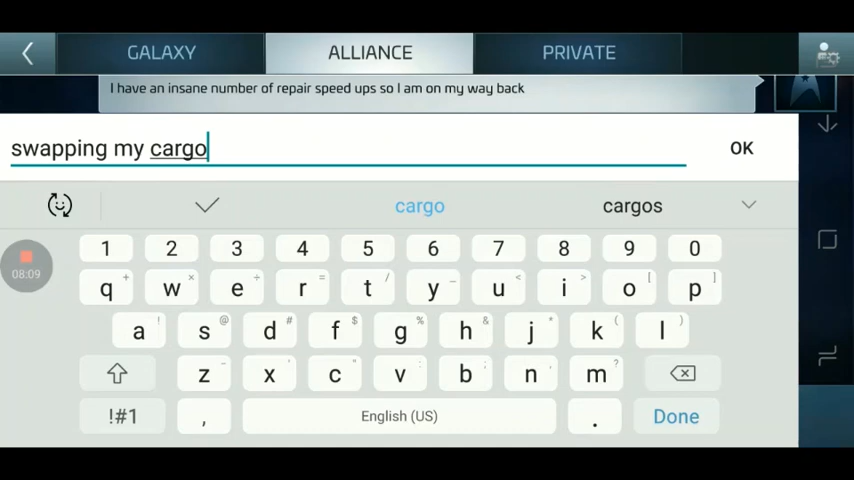 GALAXY ALLIANCE PRIVATE
I have an insane number of repair speed ups so I am on my way back
swapping my cargo OK
cargo cargos
1 2 3 4 5 6 7 8 9 0
08:09
q + w × e ÷ r = t / y _ u < i > o [ p ]
a ! s @ d # f $ g % h & j * k ( l )
z - x ' c " v : b ; n , m ?
!#1 , English (US) . Done